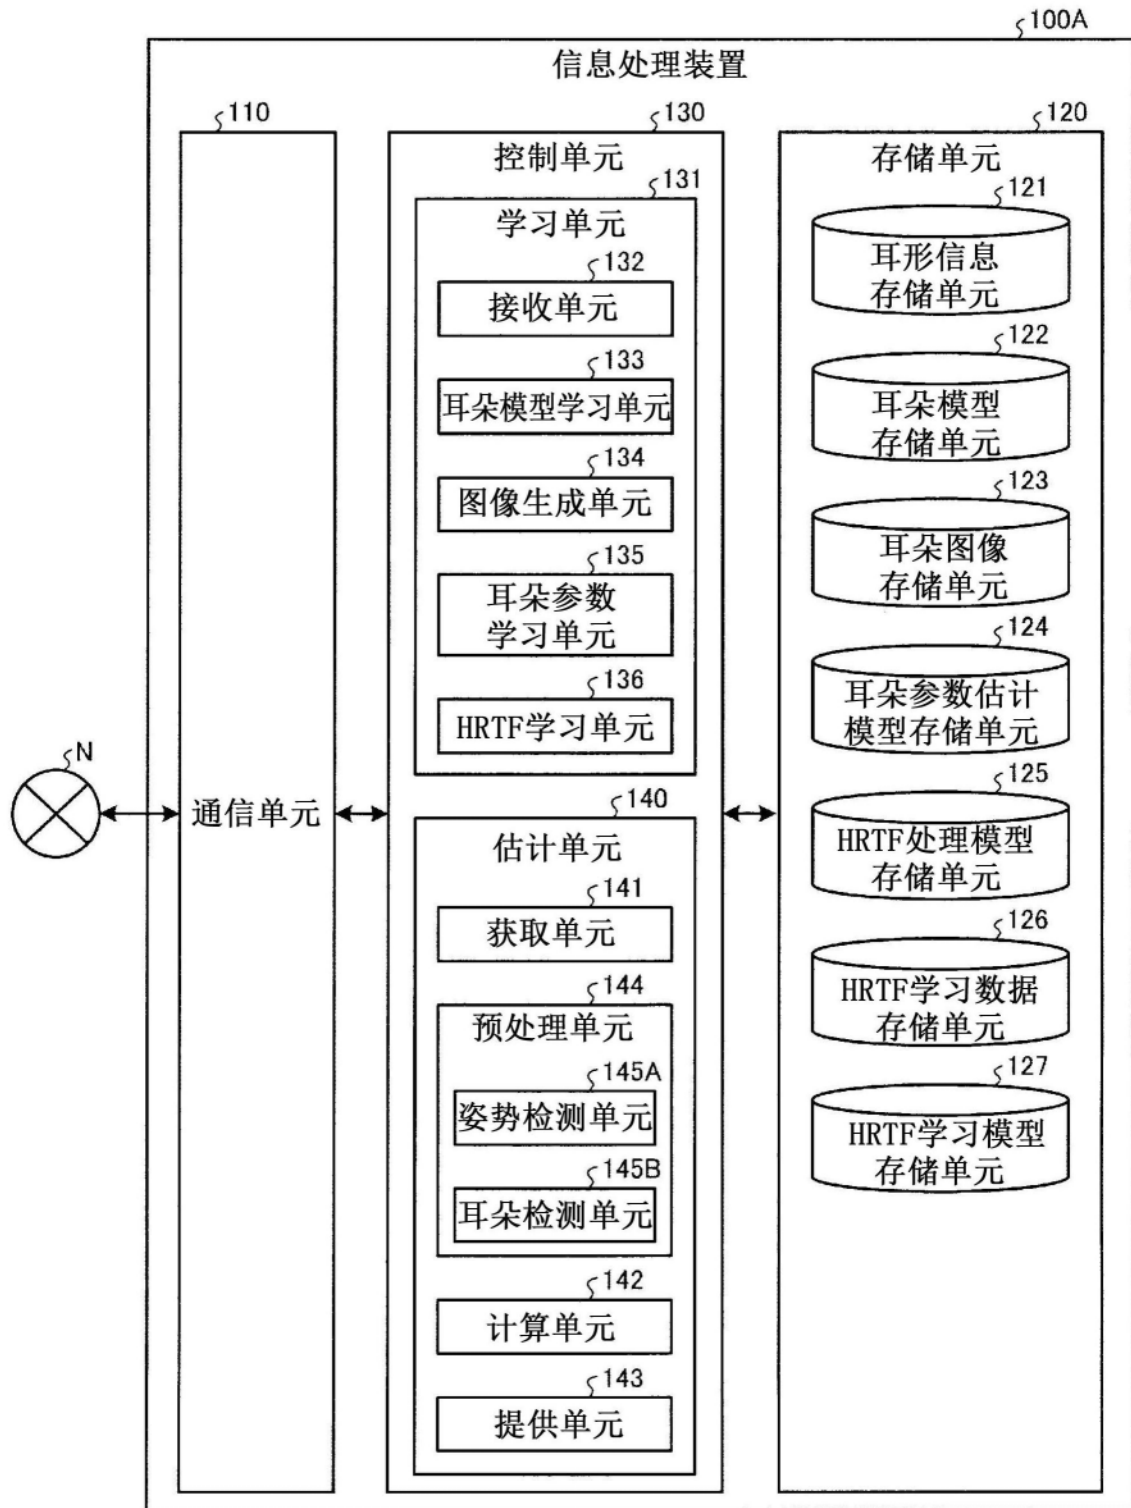 100A
信息处理装置
110
通信单元
N
130
控制单元
131
学习单元
132
接收单元
133
耳朵模型学习单元
134
图像生成单元
135
耳朵参数
学习单元
136
HRTF学习单元
140
估计单元
141
获取单元
144
预处理单元
145A
姿势检测单元
145B
耳朵检测单元
142
计算单元
143
提供单元
120
存储单元
121
耳形信息
存储单元
122
耳朵模型
存储单元
123
耳朵图像
存储单元
124
耳朵参数估计
模型存储单元
125
HRTF处理模型
存储单元
126
HRTF学习数据
存储单元
127
HRTF学习模型
存储单元